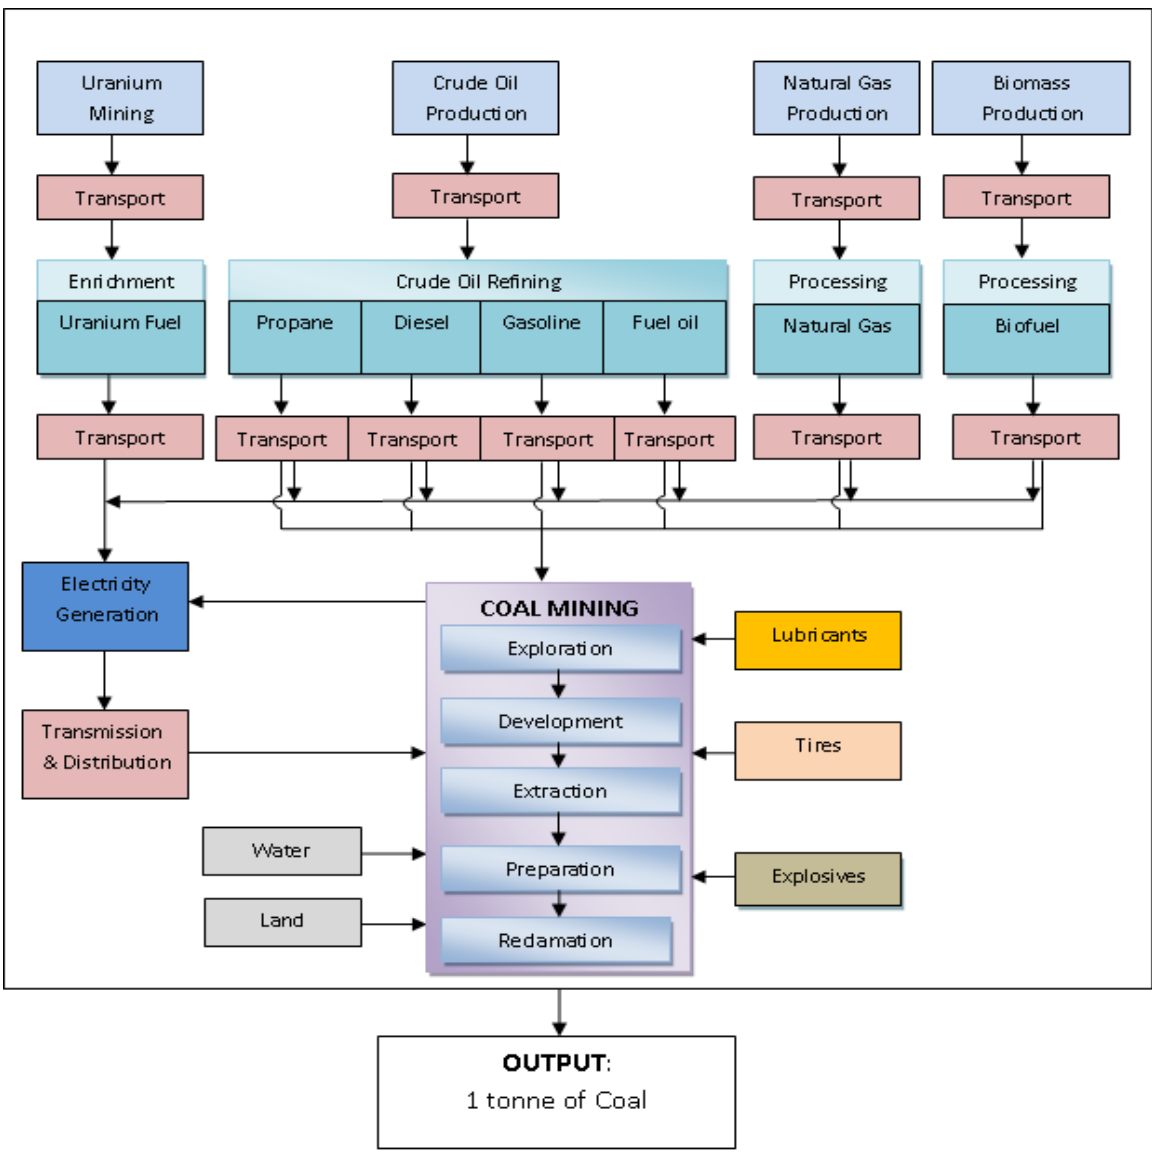 Uranium
Mining
Crude Oil
Production
Natural Gas
Production
Biomass
Production
Transport
Transport
Transport
Transport
Enrichment
Crude Oil Refining
Processing
Processing
Uranium Fuel
Propane
Diesel
Gasoline
Fuel oil
Natural Gas
Biofuel
Transport
Transport
Transport
Transport
Transport
Transport
Transport
Electricity
Generation
COAL MINING
Exploration
Lubricants
Development
Transmission
& Distribution
Tires
Extraction
Water
Preparation
Explosives
Land
Reclamation
OUTPUT:
1 tonne of Coal